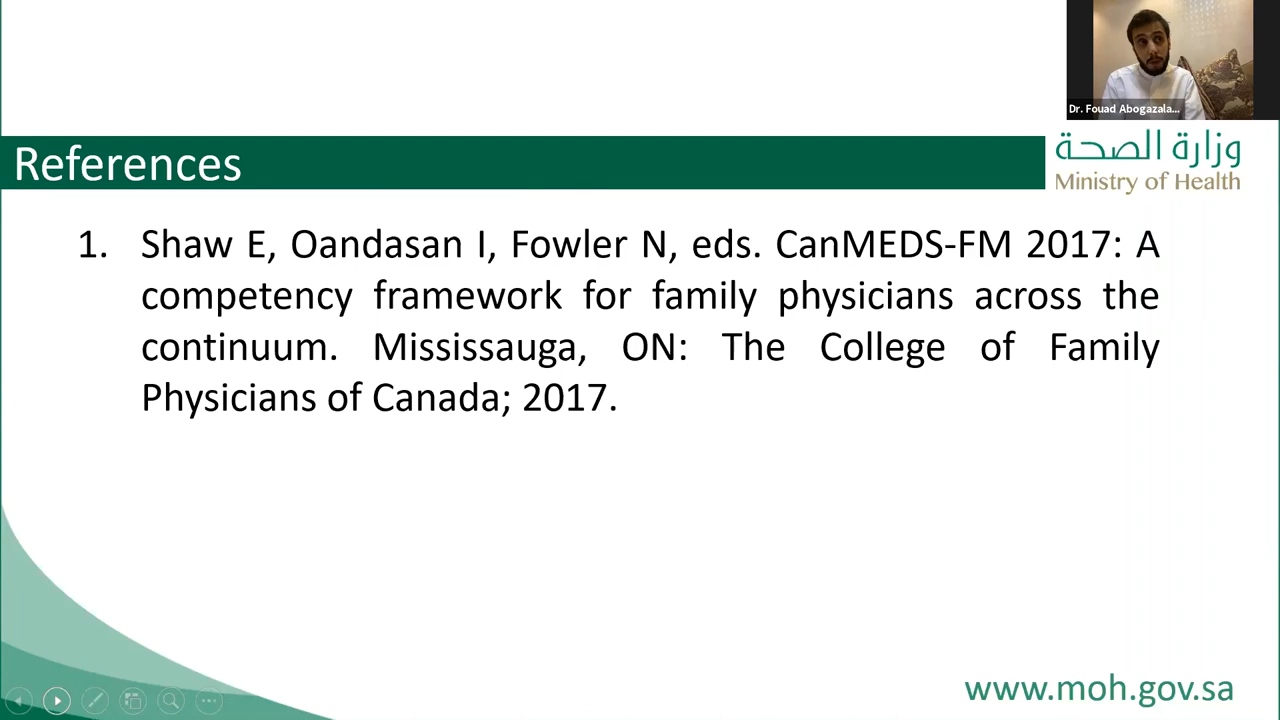 Dr. Fouad Abogazala...
وزارة الصحة
Ministry of Health
References
1. Shaw E, Oandasan I, Fowler N, eds. CanMEDS-FM 2017: A
competency framework for family physicians across the
continuum. Mississauga, ON: The College of Family
Physicians of Canada; 2017.
www.moh.gov.sa